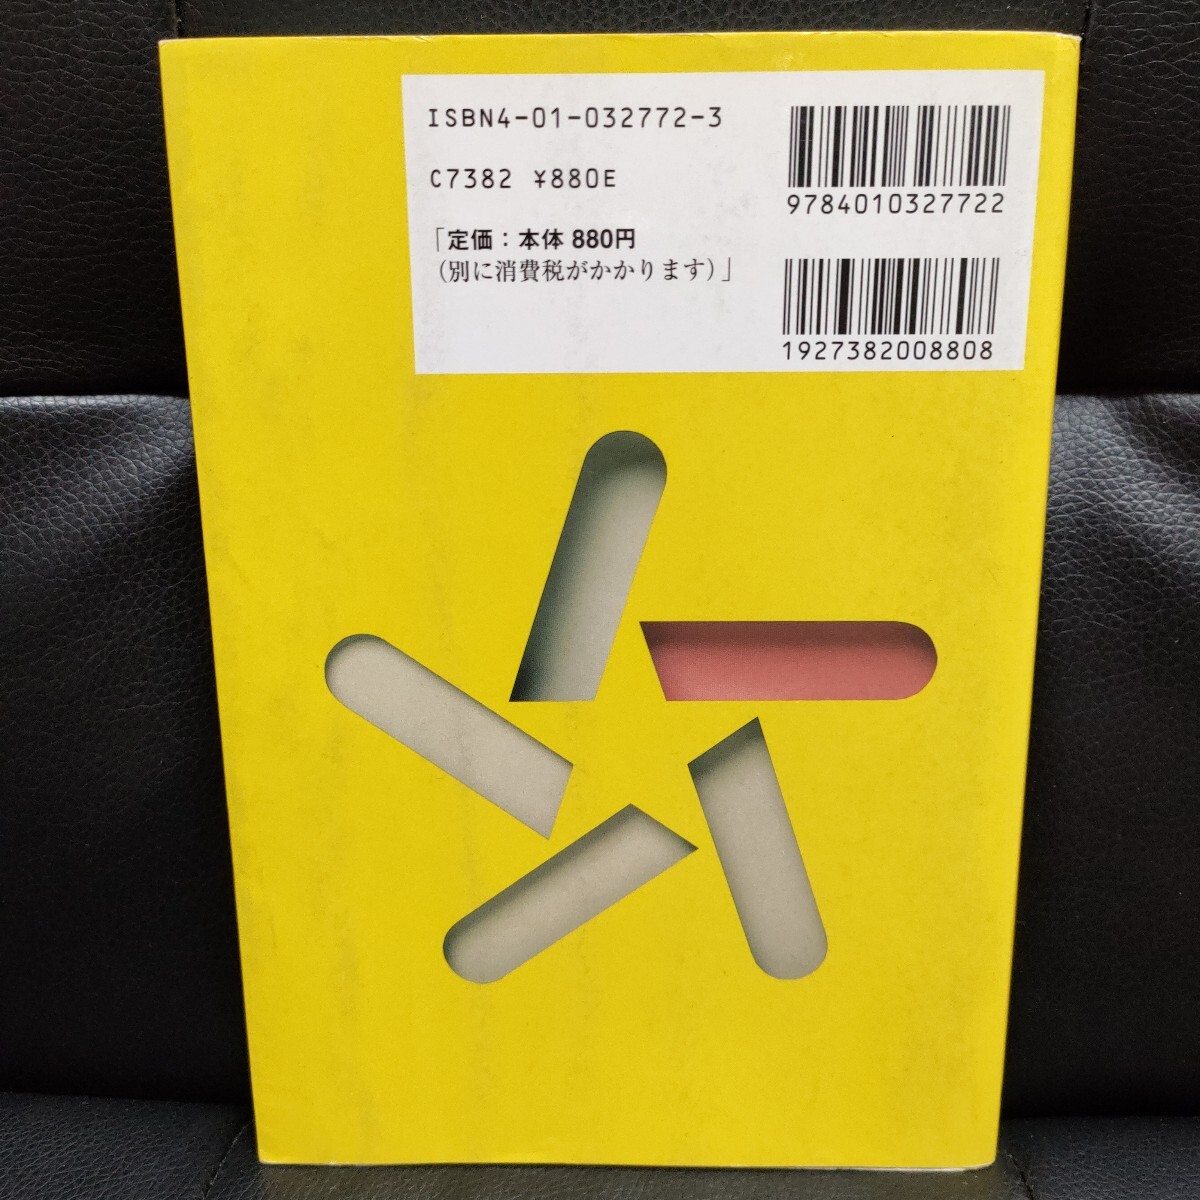 ISBN4-01-032772-3
C7382 ¥880E
「定価：本体 880円
（別に消費税がかかります）」
9784010327722
1927382008808